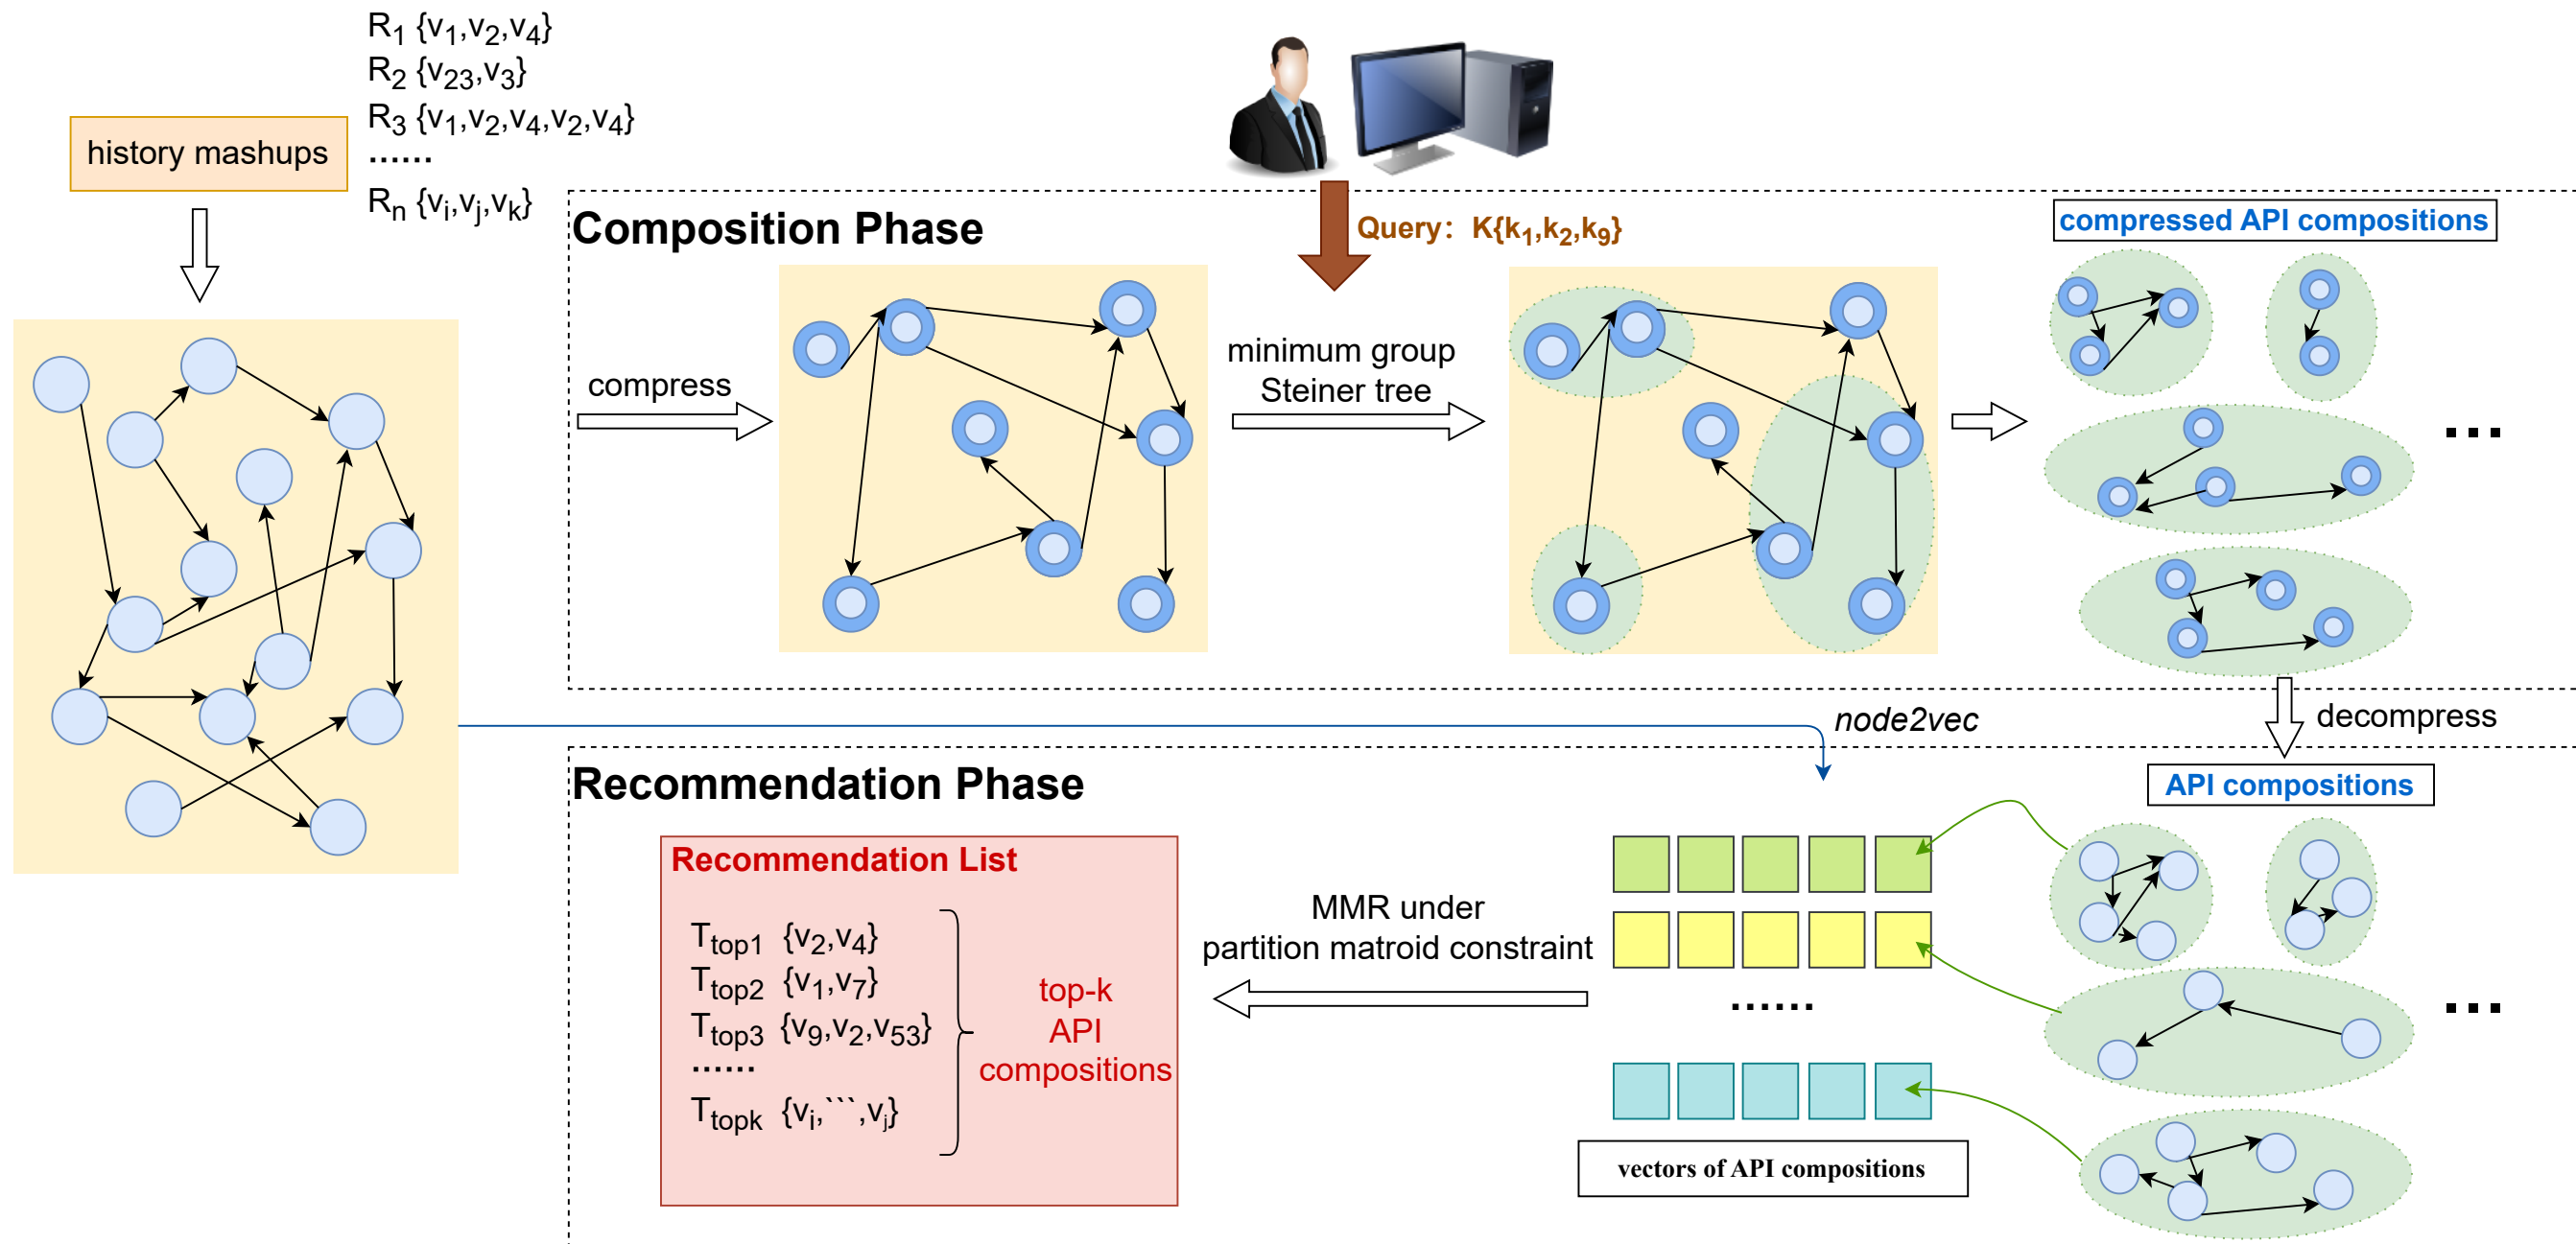 R1 {v1,v2,v4}
R2 {v23,v3}
R3 {v1,v2,v4,v2,v4}
......
Rn {vi,vj,vk}
history mashups
Composition Phase
Query: K{k1,k2,k9}
compressed API compositions
compress
minimum group
Steiner tree
...
node2vec
decompress
Recommendation Phase
API compositions
Recommendation List
Ttop1 {v2,v4}
Ttop2 {v1,v7}
Ttop3 {v9,v2,v53}
......
Ttopk {vi,```,vj}
top-k
API
compositions
MMR under
partition matroid constraint
......
...
vectors of API compositions